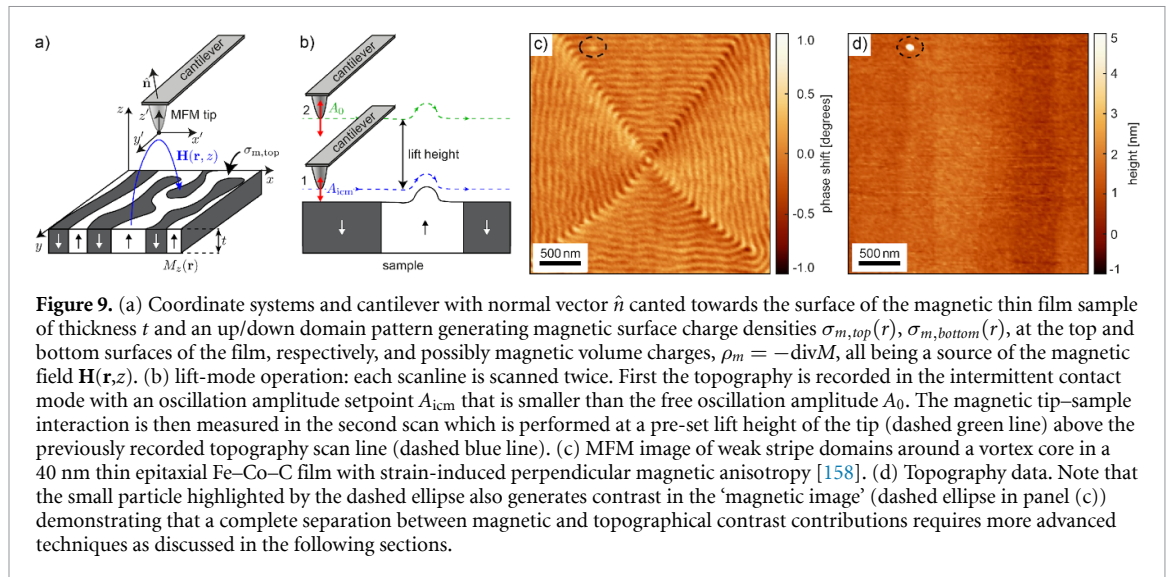 a)
n̂
cantilever
z
z′
MFM tip
y′
x′
H(r, z)
σm,top
x
y
t
Mz(r)
b)
cantilever
2
A0
cantilever
lift height
1
Aicm
sample
c)
500 nm
1.0
0.5
0.0
-0.5
-1.0
phase shift [degrees]
d)
500 nm
5
4
3
2
1
0
-1
height [nm]
Figure 9. (a) Coordinate systems and cantilever with normal vector n̂ canted towards the surface of the magnetic thin film sample
of thickness t and an up/down domain pattern generating magnetic surface charge densities σm,top(r), σm,bottom(r), at the top and
bottom surfaces of the film, respectively, and possibly magnetic volume charges, ρm = −divM, all being a source of the magnetic
field H(r,z). (b) lift-mode operation: each scanline is scanned twice. First the topography is recorded in the intermittent contact
mode with an oscillation amplitude setpoint Aicm that is smaller than the free oscillation amplitude A0. The magnetic tip–sample
interaction is then measured in the second scan which is performed at a pre-set lift height of the tip (dashed green line) above the
previously recorded topography scan line (dashed blue line). (c) MFM image of weak stripe domains around a vortex core in a
40 nm thin epitaxial Fe–Co–C film with strain-induced perpendicular magnetic anisotropy [158]. (d) Topography data. Note that
the small particle highlighted by the dashed ellipse also generates contrast in the ‘magnetic image’ (dashed ellipse in panel (c))
demonstrating that a complete separation between magnetic and topographical contrast contributions requires more advanced
techniques as discussed in the following sections.